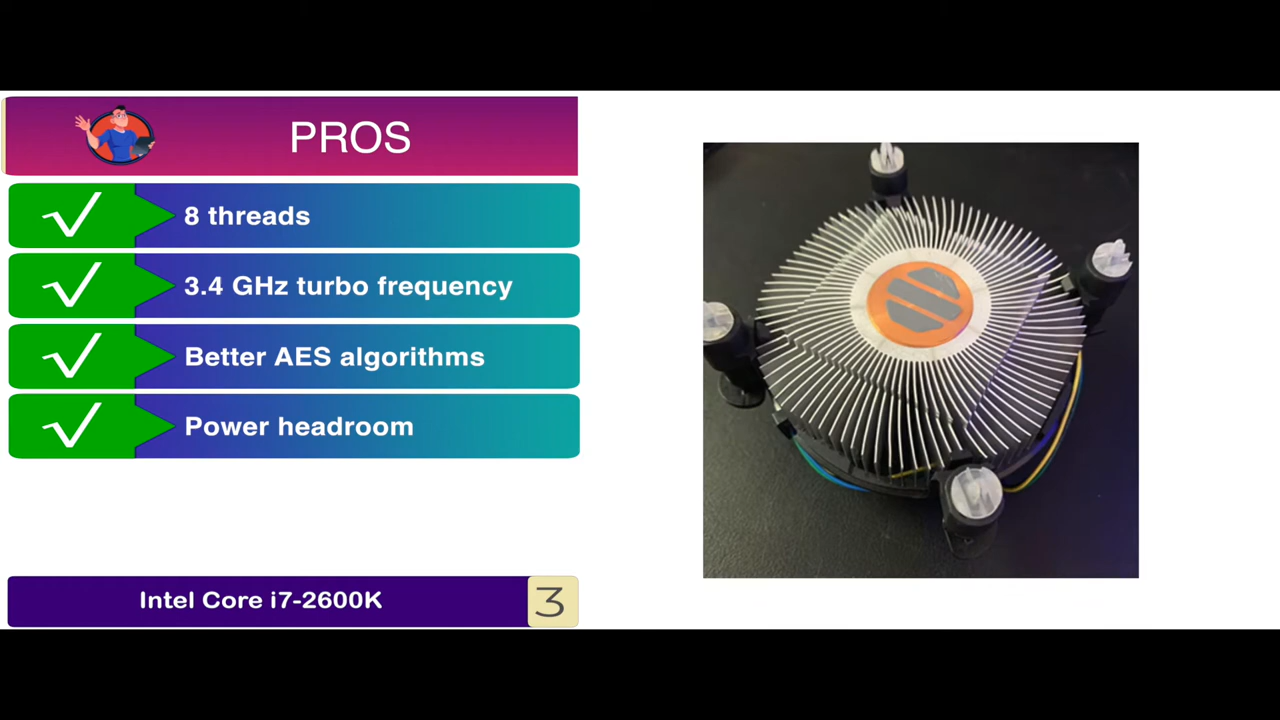 PROS
8 threads
3.4 GHz turbo frequency
Better AES algorithms
Power headroom
Intel Core i7-2600K
3